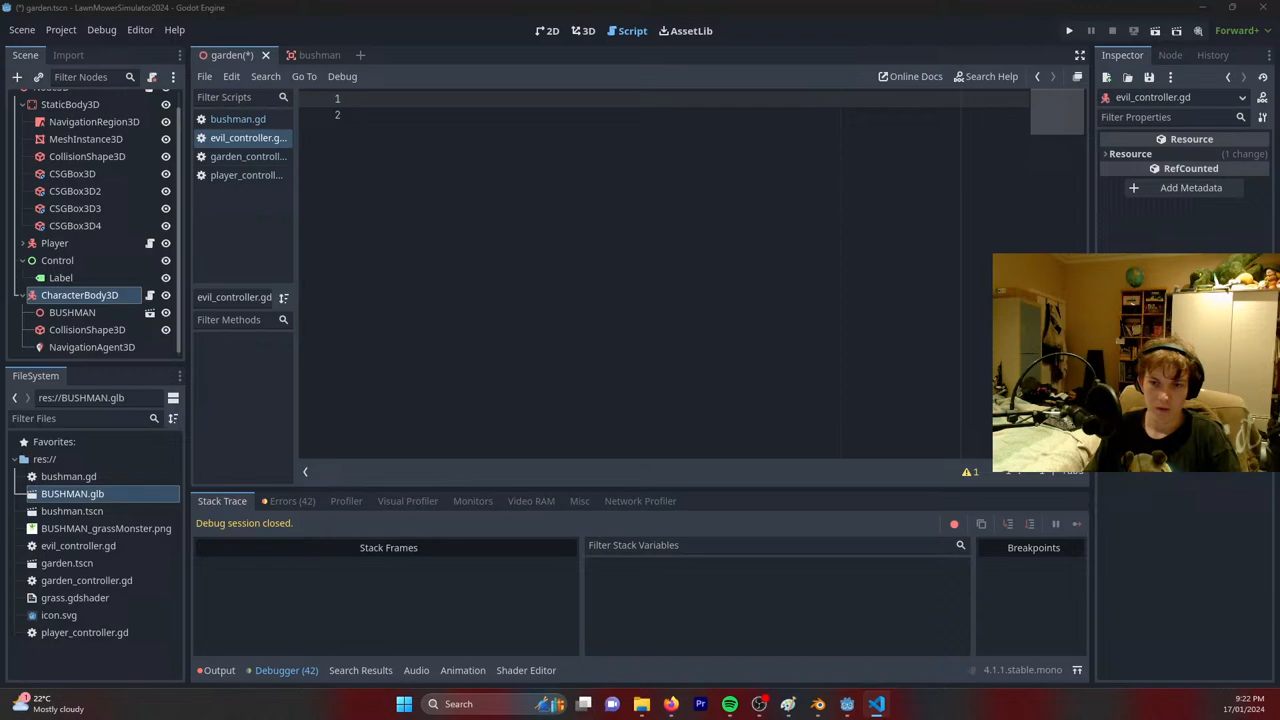 (*) garden.tscn - LawnMowerSimulator2024 - Godot Engine
Scene Project Debug Editor Help
2D 3D Script AssetLib
Forward+
Scene Import
Filter Nodes
StaticBody3D
NavigationRegion3D
MeshInstance3D
CollisionShape3D
CSGBox3D
CSGBox3D2
CSGBox3D3
CSGBox3D4
Player
Control
Label
CharacterBody3D
BUSHMAN
CollisionShape3D
NavigationAgent3D
FileSystem
res://BUSHMAN.glb
Filter Files
Favorites:
res://
bushman.gd
BUSHMAN.glb
bushman.tscn
BUSHMAN_grassMonster.png
evil_controller.gd
garden.tscn
garden_controller.gd
grass.gdshader
icon.svg
player_controller.gd
garden(*) bushman
File Edit Search Go To Debug
Online Docs Search Help
Filter Scripts
bushman.gd
evil_controller.g...
garden_controll...
player_controll...
evil_controller.gd
Filter Methods
1
2
1
Stack Trace Errors (42) Profiler Visual Profiler Monitors Video RAM Misc Network Profiler
Debug session closed.
Stack Frames
Filter Stack Variables
Breakpoints
Output Debugger (42) Search Results Audio Animation Shader Editor
4.1.1.stable.mono
Inspector Node History
evil_controller.gd
Filter Properties
Resource
Resource (1 change)
RefCounted
Add Metadata
1
22°C
Mostly cloudy
Search
Pr
9:22 PM
17/01/2024